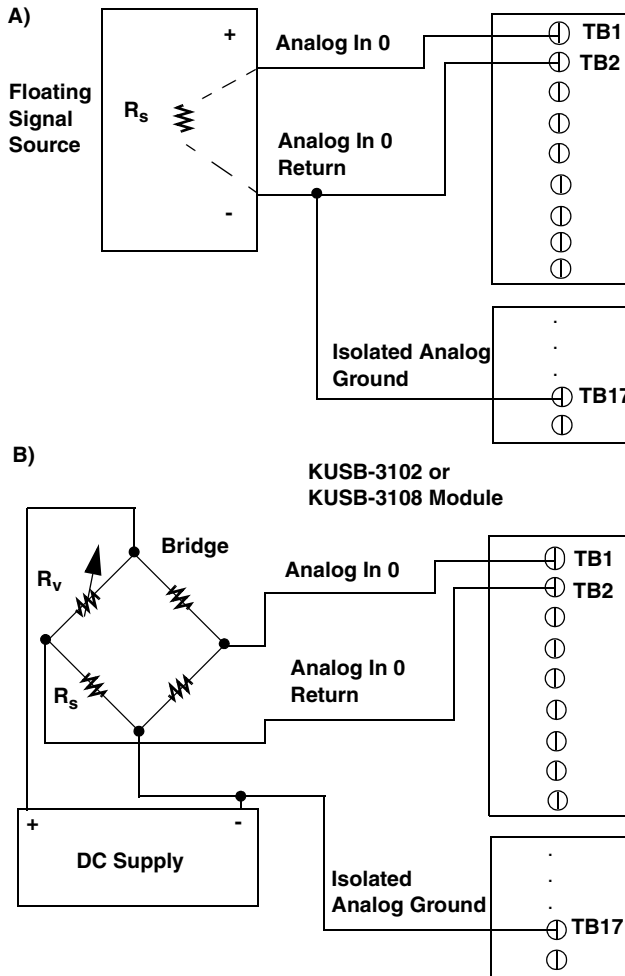 A)
+
Analog In 0
TB1
TB2
Floating
Signal
Source
Rs
Analog In 0
Return
-
Isolated Analog
Ground
TB17
B)
KUSB-3102 or
KUSB-3108 Module
Bridge
Rv
Analog In 0
TB1
TB2
Rs
Analog In 0
Return
+
-
DC Supply
Isolated
Analog Ground
TB17